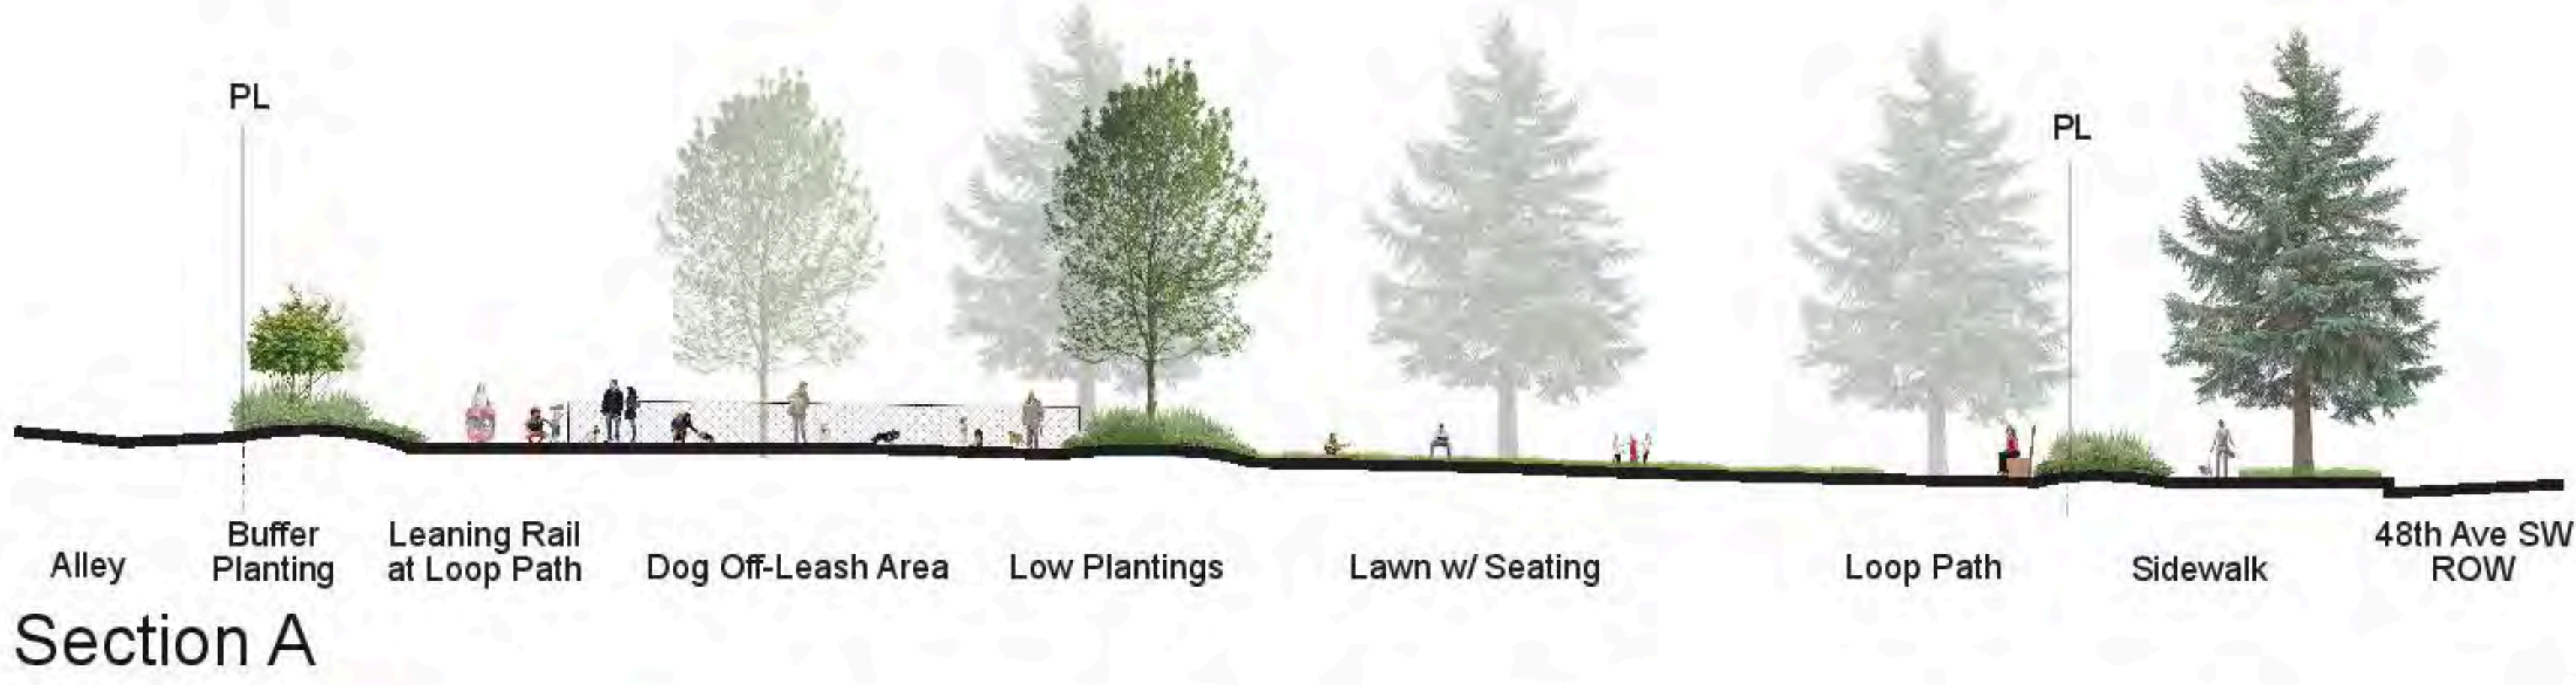 PL
PL
Alley
Buffer
Planting
Leaning Rail
at Loop Path
Dog Off-Leash Area
Low Plantings
Lawn w/ Seating
Loop Path
Sidewalk
48th Ave SW
ROW
Section A